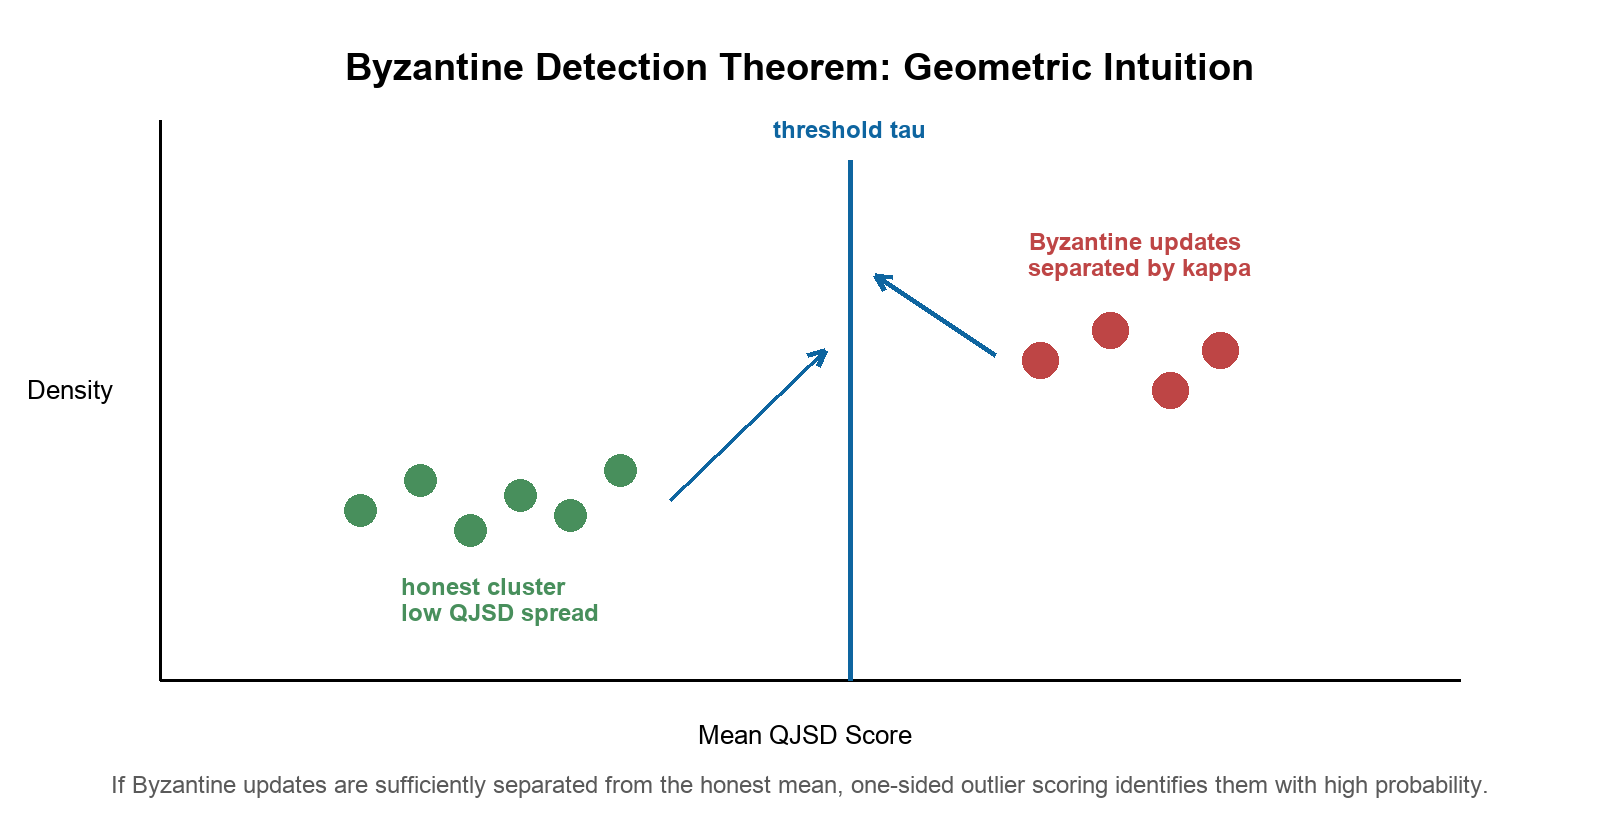 Byzantine Detection Theorem: Geometric Intuition
threshold tau
Byzantine updates
separated by kappa
Density
honest cluster
low QJSD spread
Mean QJSD Score
If Byzantine updates are sufficiently separated from the honest mean, one-sided outlier scoring identifies them with high probability.